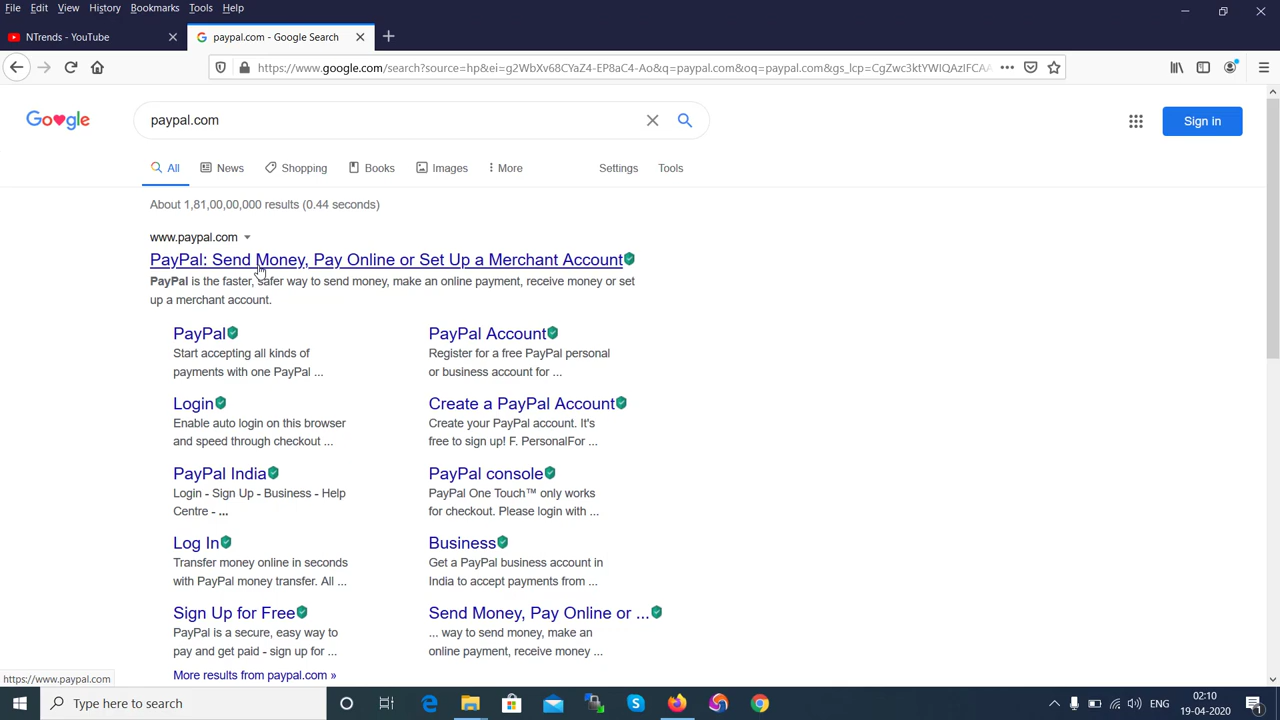 File Edit View History Bookmarks Tools Help
NTrends - YouTube
paypal.com - Google Search
https://www.google.com/search?source=hp&ei=g2WbXv68CYaZ4-EP8aC4-Ao&q=paypal.com&oq=paypal.com&gs_lcp=CgZwc3ktYWIQAzIFCAA
Google
paypal.com
Sign in
All News Shopping Books Images More Settings Tools
About 1,81,00,00,000 results (0.44 seconds)
www.paypal.com
PayPal: Send Money, Pay Online or Set Up a Merchant Account
PayPal is the faster, safer way to send money, make an online payment, receive money or set
up a merchant account.
PayPal
Start accepting all kinds of
payments with one PayPal ...
PayPal Account
Register for a free PayPal personal
or business account for ...
Login
Enable auto login on this browser
and speed through checkout ...
Create a PayPal Account
Create your PayPal account. It's
free to sign up! F. PersonalFor ...
PayPal India
Login - Sign Up - Business - Help
Centre - ...
PayPal console
PayPal One Touch™ only works
for checkout. Please login with ...
Log In
Transfer money online in seconds
with PayPal money transfer. All ...
Business
Get a PayPal business account in
India to accept payments from ...
Sign Up for Free
PayPal is a secure, easy way to
pay and get paid - sign up for ...
Send Money, Pay Online or ...
... way to send money, make an
online payment, receive money ...
More results from paypal.com »
https://www.paypal.com
Type here to search
ENG
02:10
19-04-2020
1